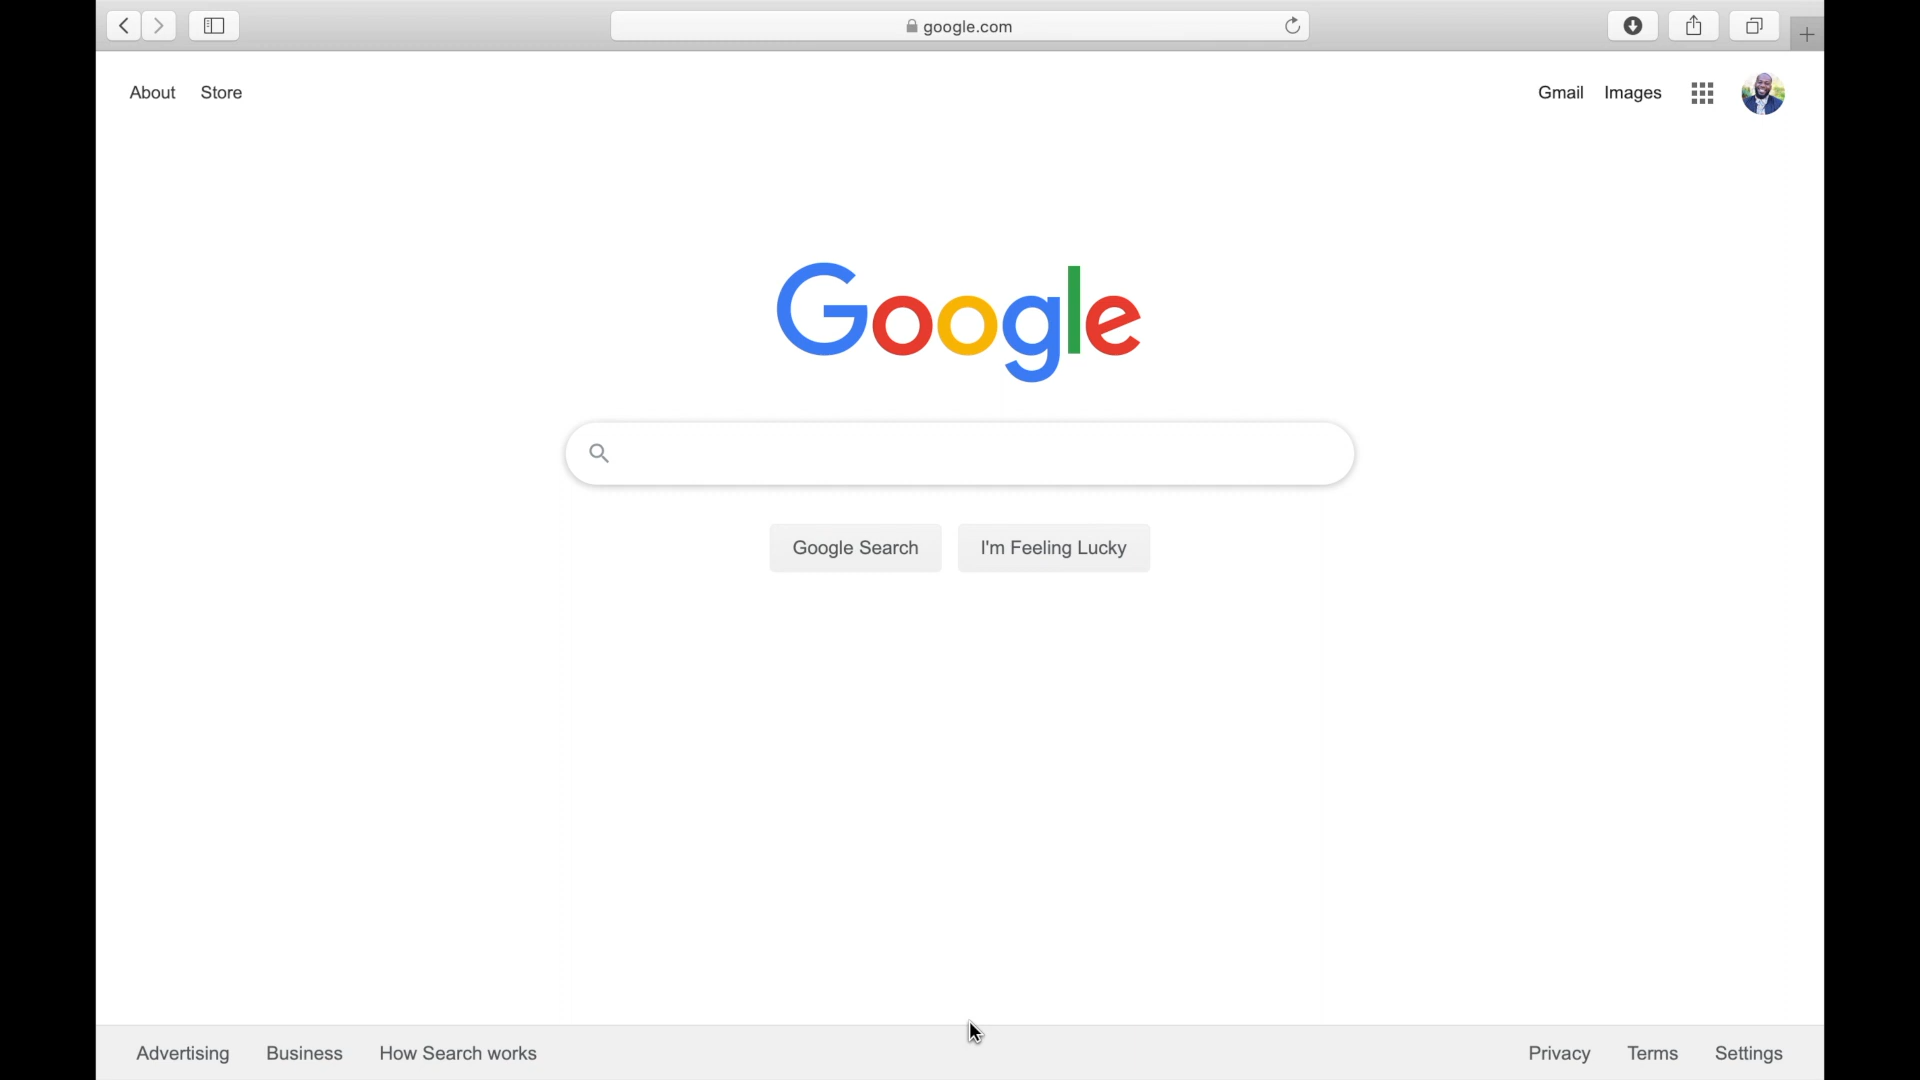 google.com
About Store Gmail Images
Google
Google Search I'm Feeling Lucky
Advertising Business How Search works Privacy Terms Settings